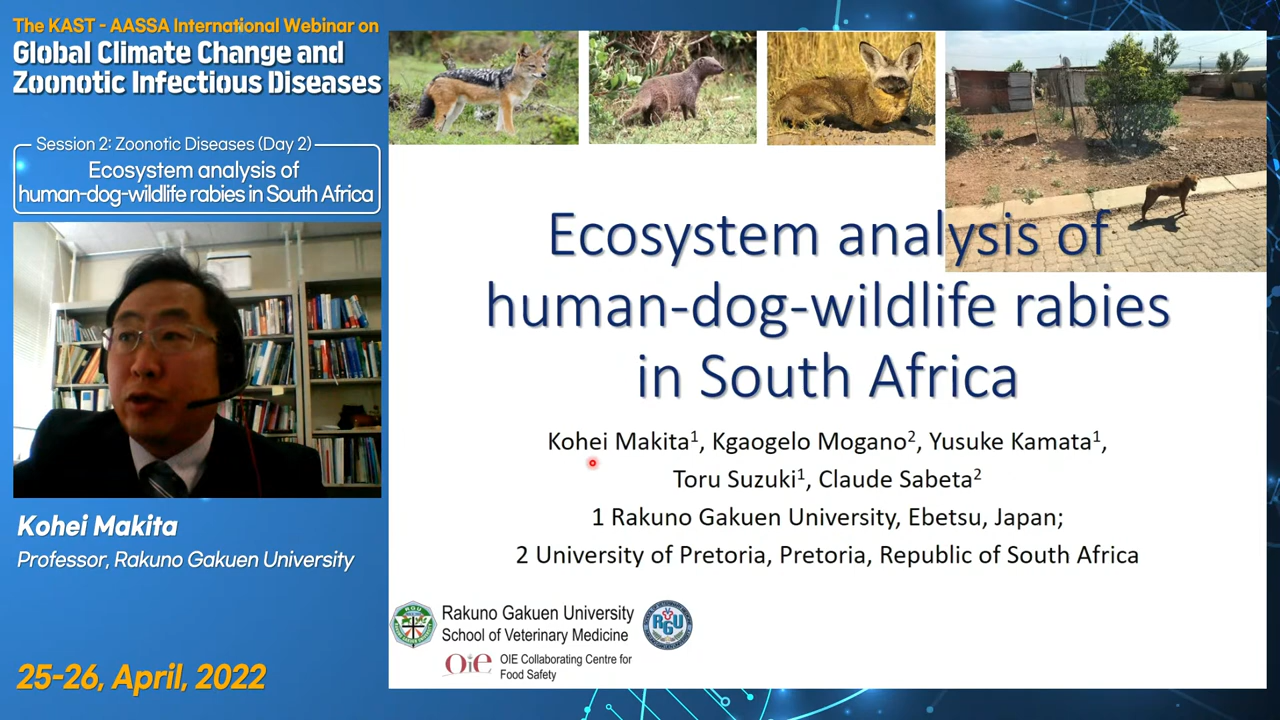 The KAST - AASSA International Webinar on
Global Climate Change and
Zoonotic Infectious Diseases
Session 2: Zoonotic Diseases (Day 2)
Ecosystem analysis of
human-dog-wildlife rabies in South Africa
Kohei Makita
Professor, Rakuno Gakuen University
25-26, April, 2022
Ecosystem analysis of
human-dog-wildlife rabies
in South Africa
Kohei Makita¹, Kgaogelo Mogano², Yusuke Kamata¹,
Toru Suzuki¹, Claude Sabeta²
1 Rakuno Gakuen University, Ebetsu, Japan;
2 University of Pretoria, Pretoria, Republic of South Africa
Rakuno Gakuen University
School of Veterinary Medicine
RGU
OiE OIE Collaborating Centre for
Food Safety